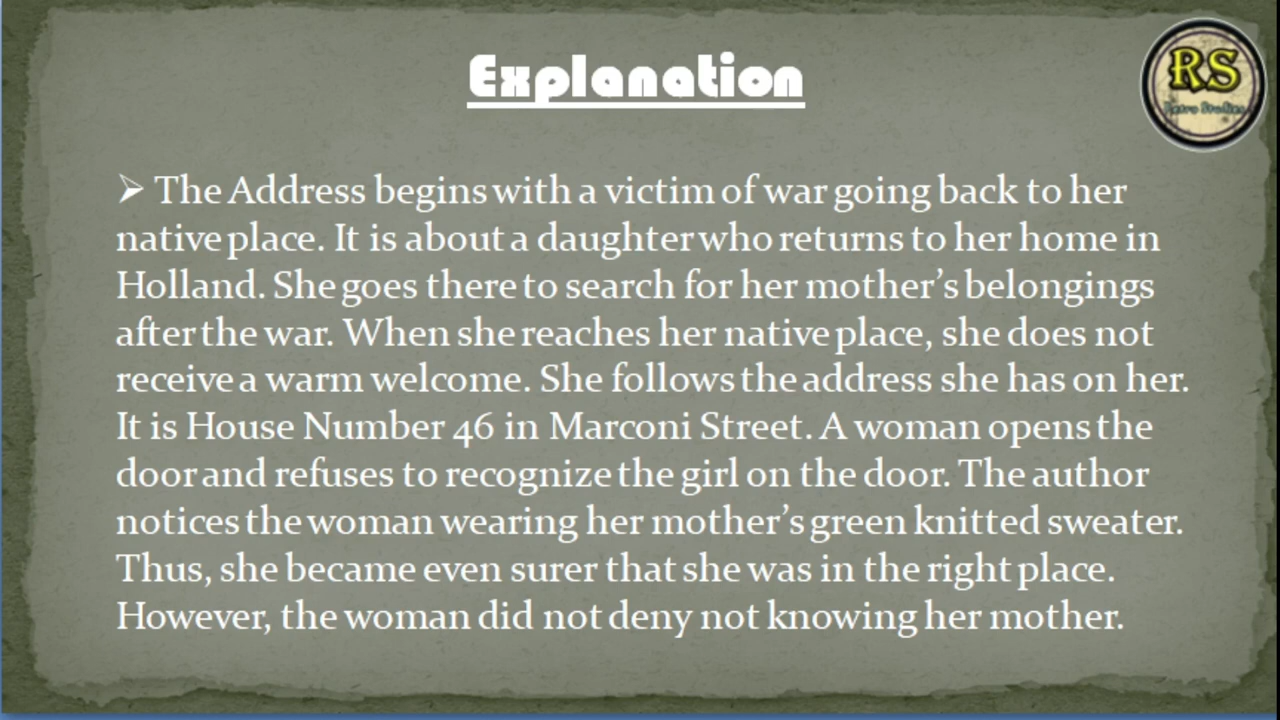 Explanation
RS
Retro Studies
➢ The Address begins with a victim of war going back to her
native place. It is about a daughter who returns to her home in
Holland. She goes there to search for her mother’s belongings
after the war. When she reaches her native place, she does not
receive a warm welcome. She follows the address she has on her.
It is House Number 46 in Marconi Street. A woman opens the
door and refuses to recognize the girl on the door. The author
notices the woman wearing her mother’s green knitted sweater.
Thus, she became even surer that she was in the right place.
However, the woman did not deny not knowing her mother.